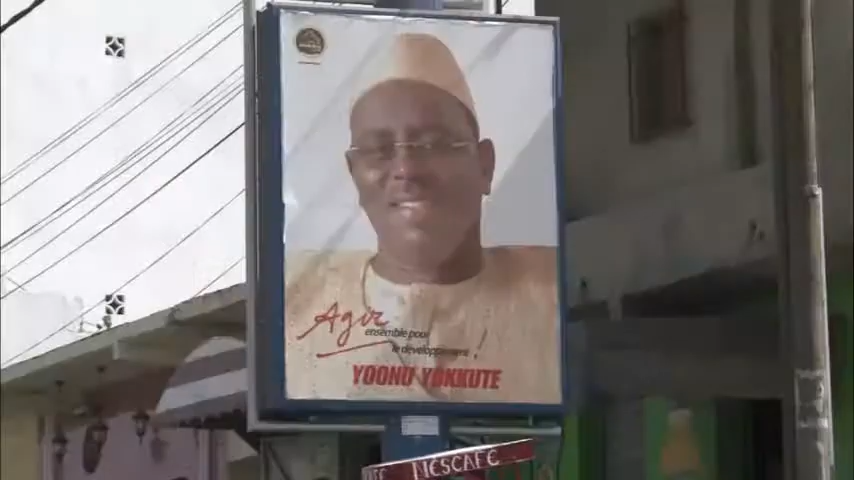 Agir
ensemble pour
le développement !
YOONU YOKKUTE
NESCAFE